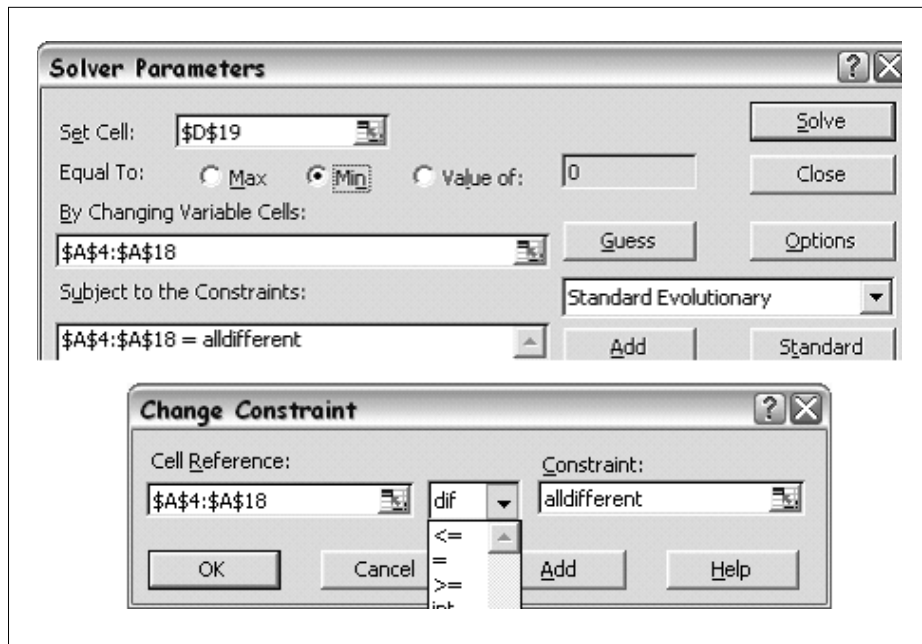 Solver Parameters
Set Cell: $D$19 Solve
Equal To: Max Min Value of: 0 Close
By Changing Variable Cells:
$A$4:$A$18 Guess Options
Subject to the Constraints: Standard Evolutionary
$A$4:$A$18 = alldifferent Add Standard
Change Constraint
Cell Reference: Constraint:
$A$4:$A$18 dif alldifferent
<=
=
>=
int
OK Cancel Add Help